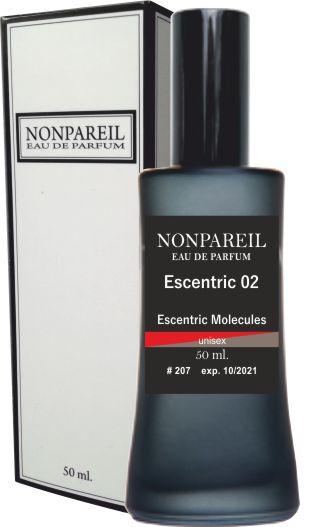 NONPAREIL
EAU DE PARFUM
50 ml.
NONPAREIL
EAU DE PARFUM
Escentric 02
Escentric Molecules
unisex
50 ml.
# 207 exp. 10/2021